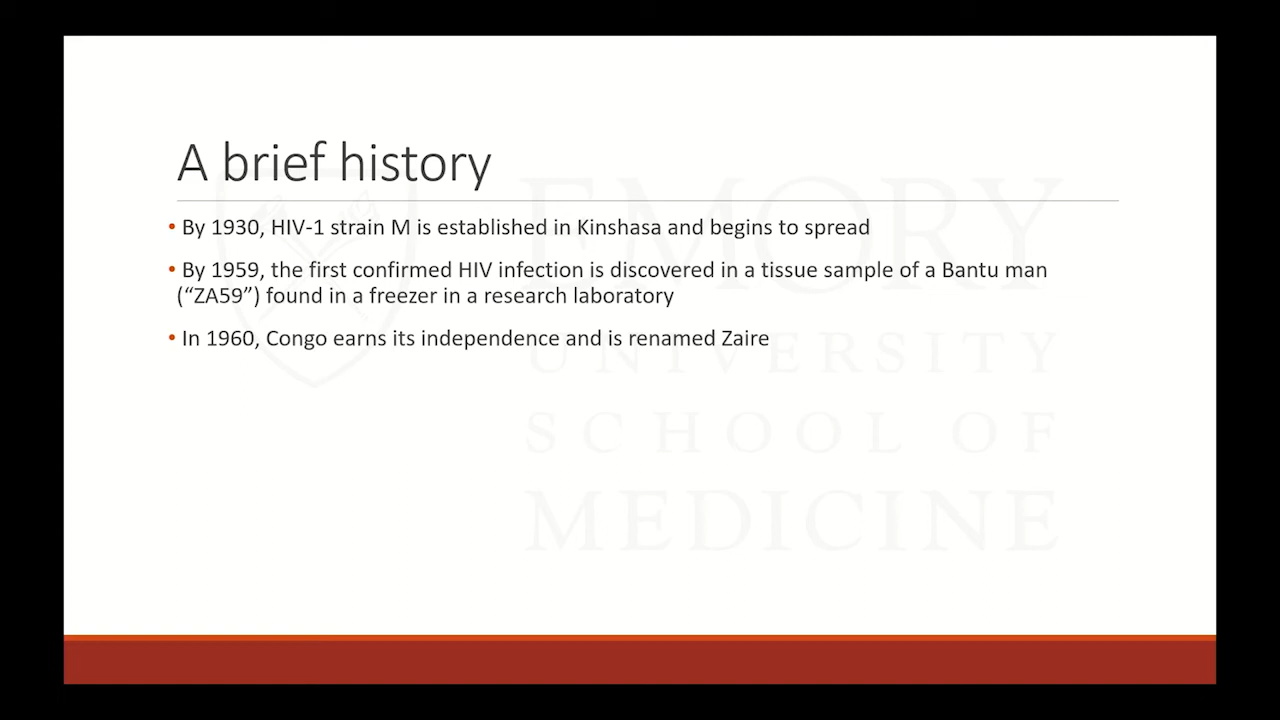 A brief history
• By 1930, HIV-1 strain M is established in Kinshasa and begins to spread
• By 1959, the first confirmed HIV infection is discovered in a tissue sample of a Bantu man
(“ZA59”) found in a freezer in a research laboratory
• In 1960, Congo earns its independence and is renamed Zaire
EMORY
UNIVERSITY
SCHOOL OF
MEDICINE